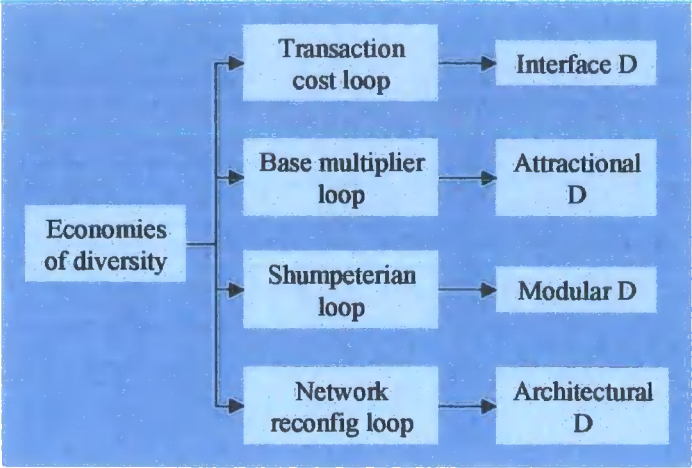 Transaction
cost loop
Interface D
Base multiplier
loop
Attractional
D
Economies
of diversity
Shumpeterian
loop
Modular D
Network
reconfig loop
Architectural
D